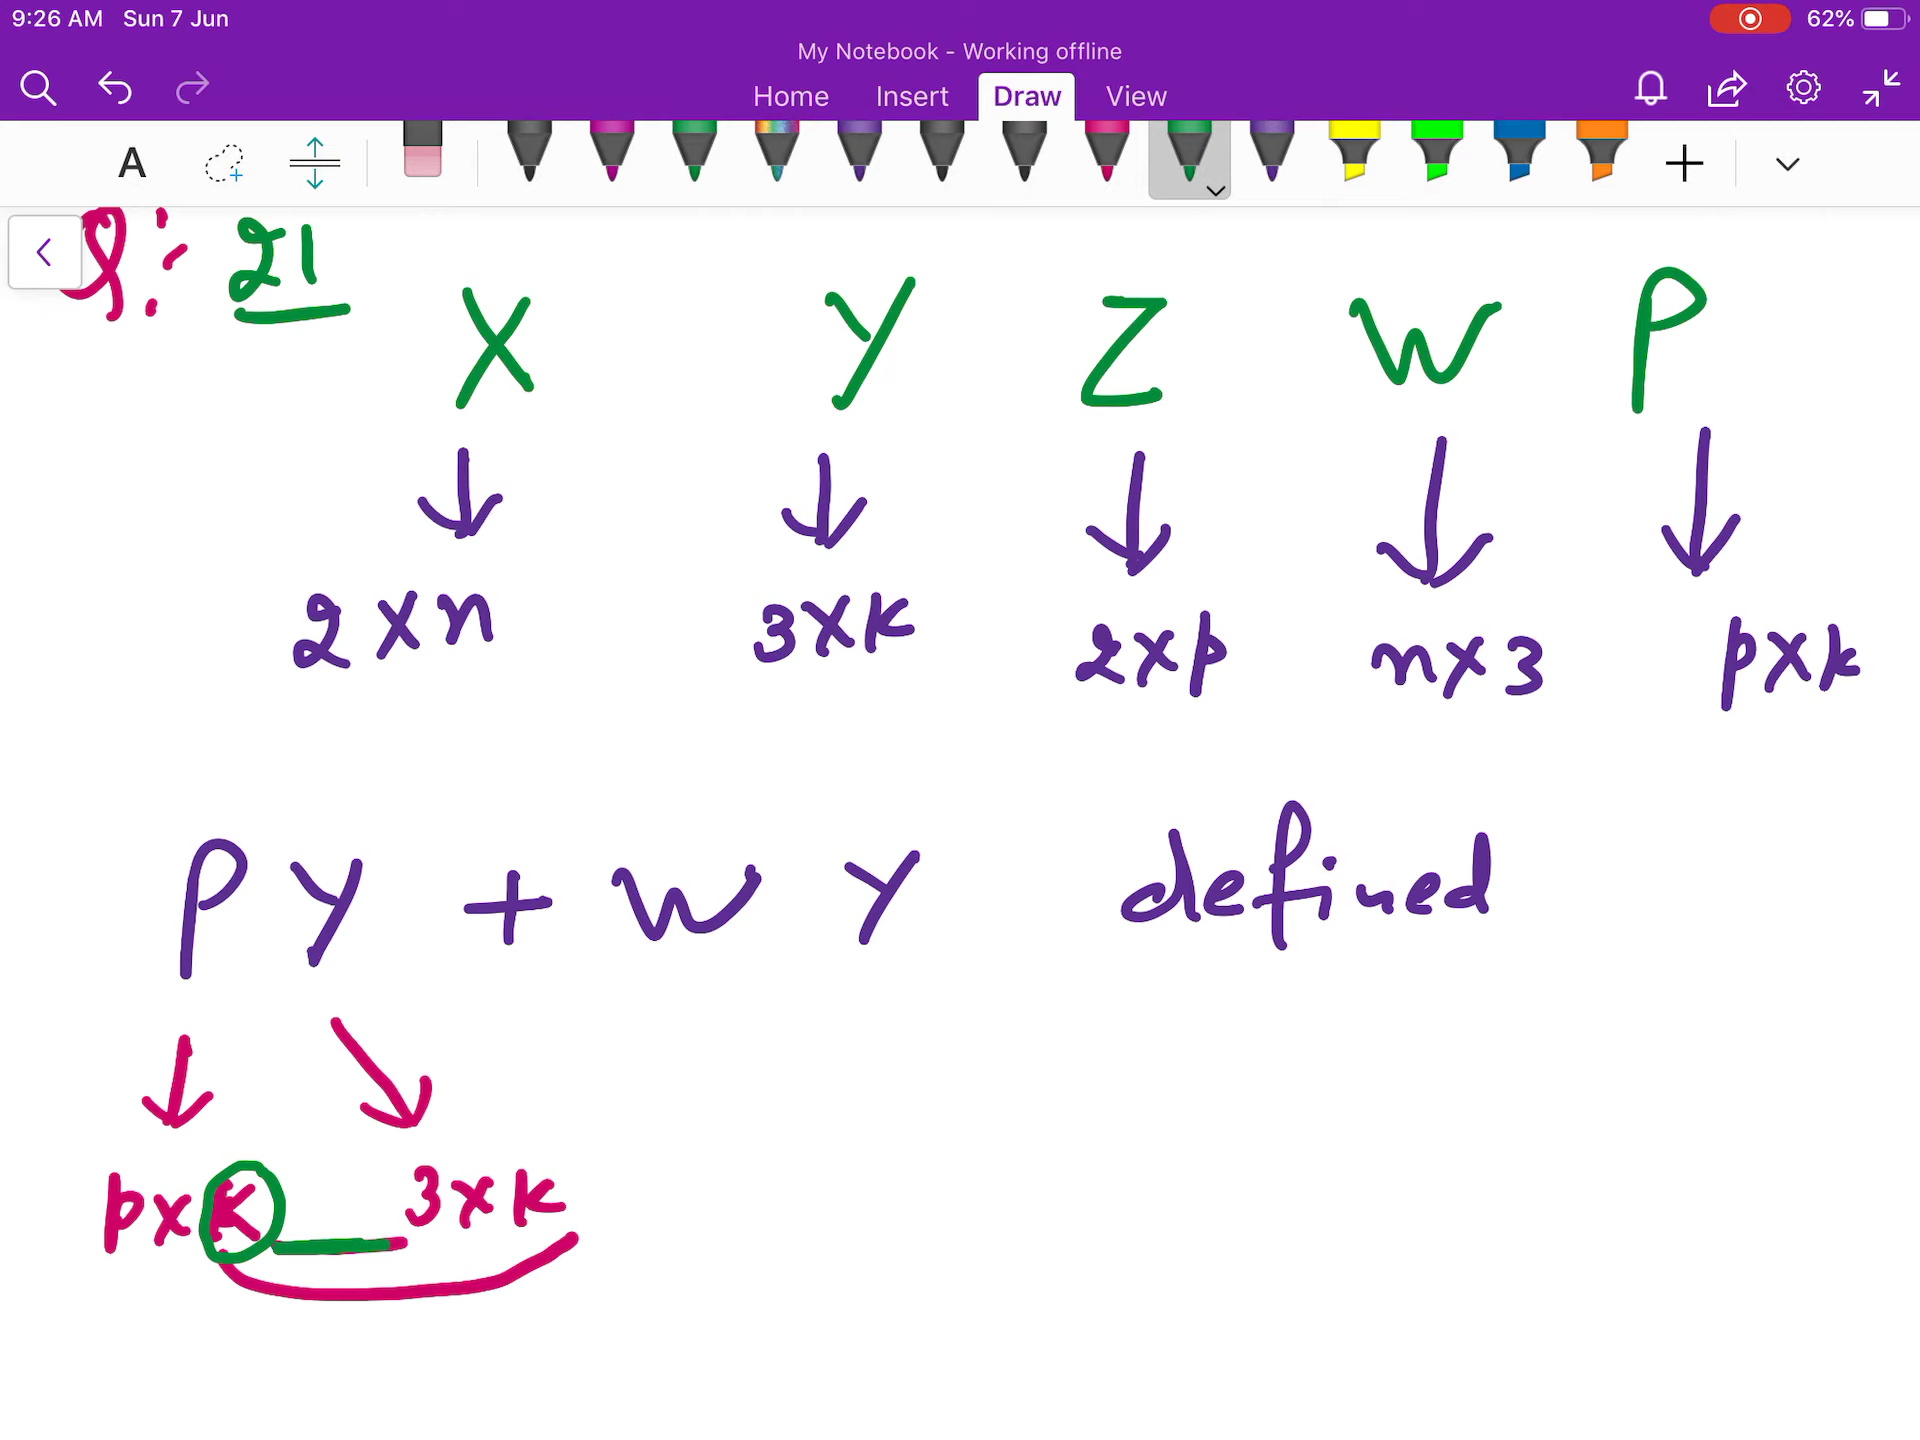 9:26 AM Sun 7 Jun 62%
My Notebook - Working offline
Home Insert Draw View
A
Q: 21
X Y Z W P
2×n 3×k 2×p n×3 p×k
PY + WY defined
p×k 3×k